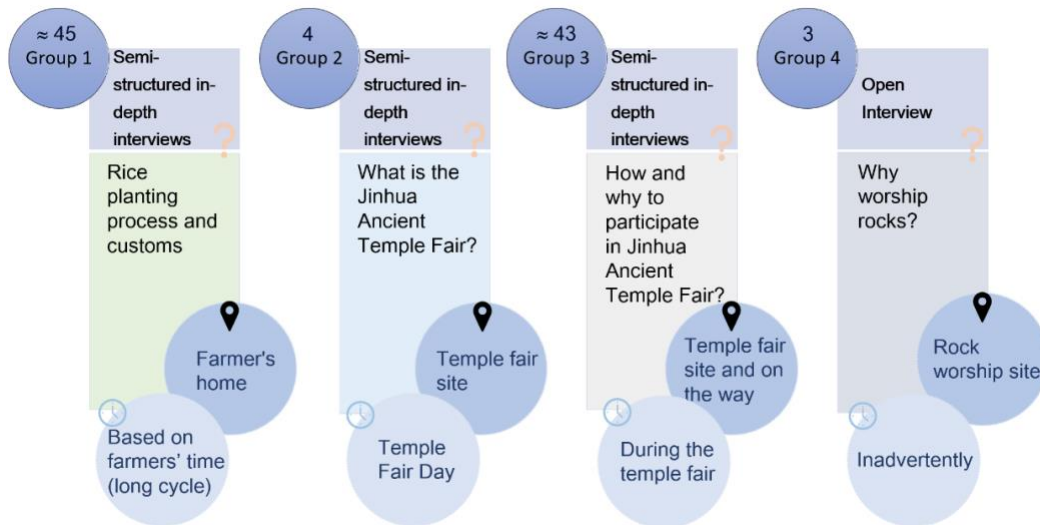 ≈ 45
Group 1
Semi-
structured in-
depth
interviews
?
Rice
planting
process and
customs
Farmer's
home
Based on
farmers' time
(long cycle)
4
Group 2
Semi-
structured in-
depth
interviews
?
What is the
Jinhua
Ancient
Temple Fair?
Temple fair
site
Temple
Fair Day
≈ 43
Group 3
Semi-
structured in-
depth
interviews
?
How and
why to
participate
in Jinhua
Ancient
Temple Fair?
Temple fair
site and on
the way
During the
temple fair
3
Group 4
Open
Interview
?
Why
worship
rocks?
Rock
worship site
Inadvertently